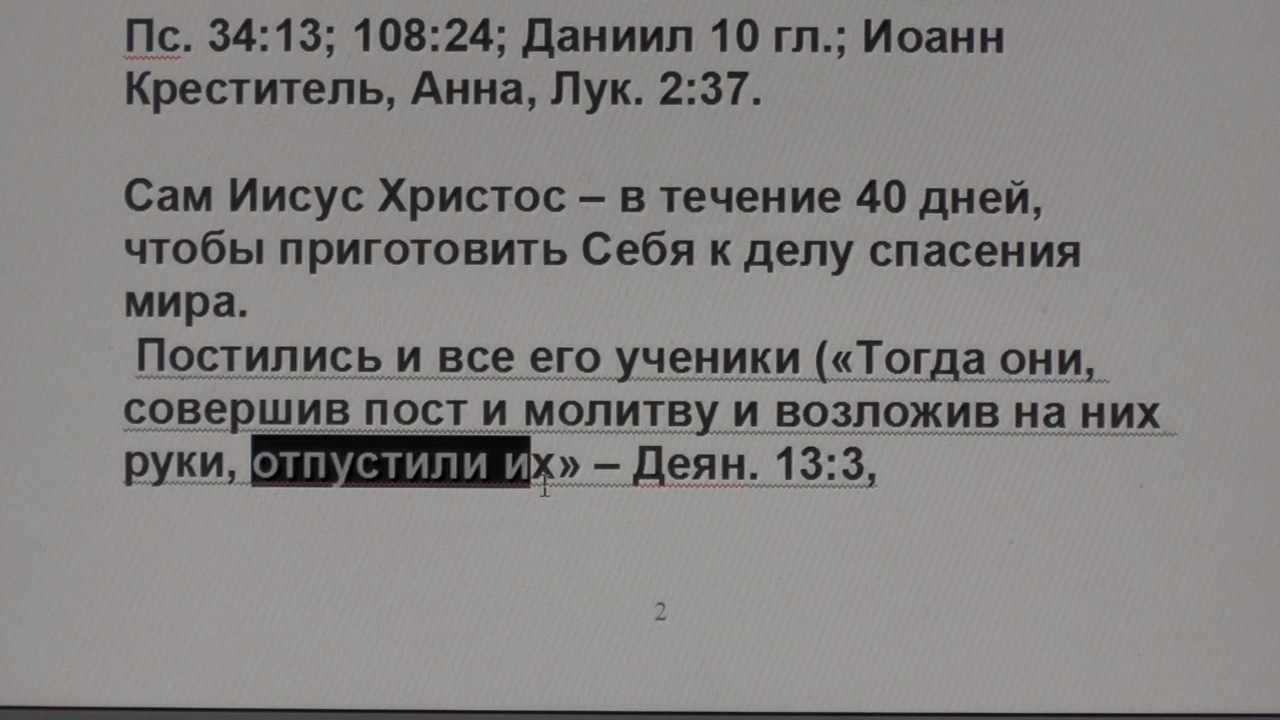 Пс. 34:13; 108:24; Даниил 10 гл.; Иоанн
Креститель, Анна, Лук. 2:37.
Сам Иисус Христос – в течение 40 дней,
чтобы приготовить Себя к делу спасения
мира.
Постились и все его ученики («Тогда они,
совершив пост и молитву и возложив на них
руки, отпустили их» – Деян. 13:3,
2